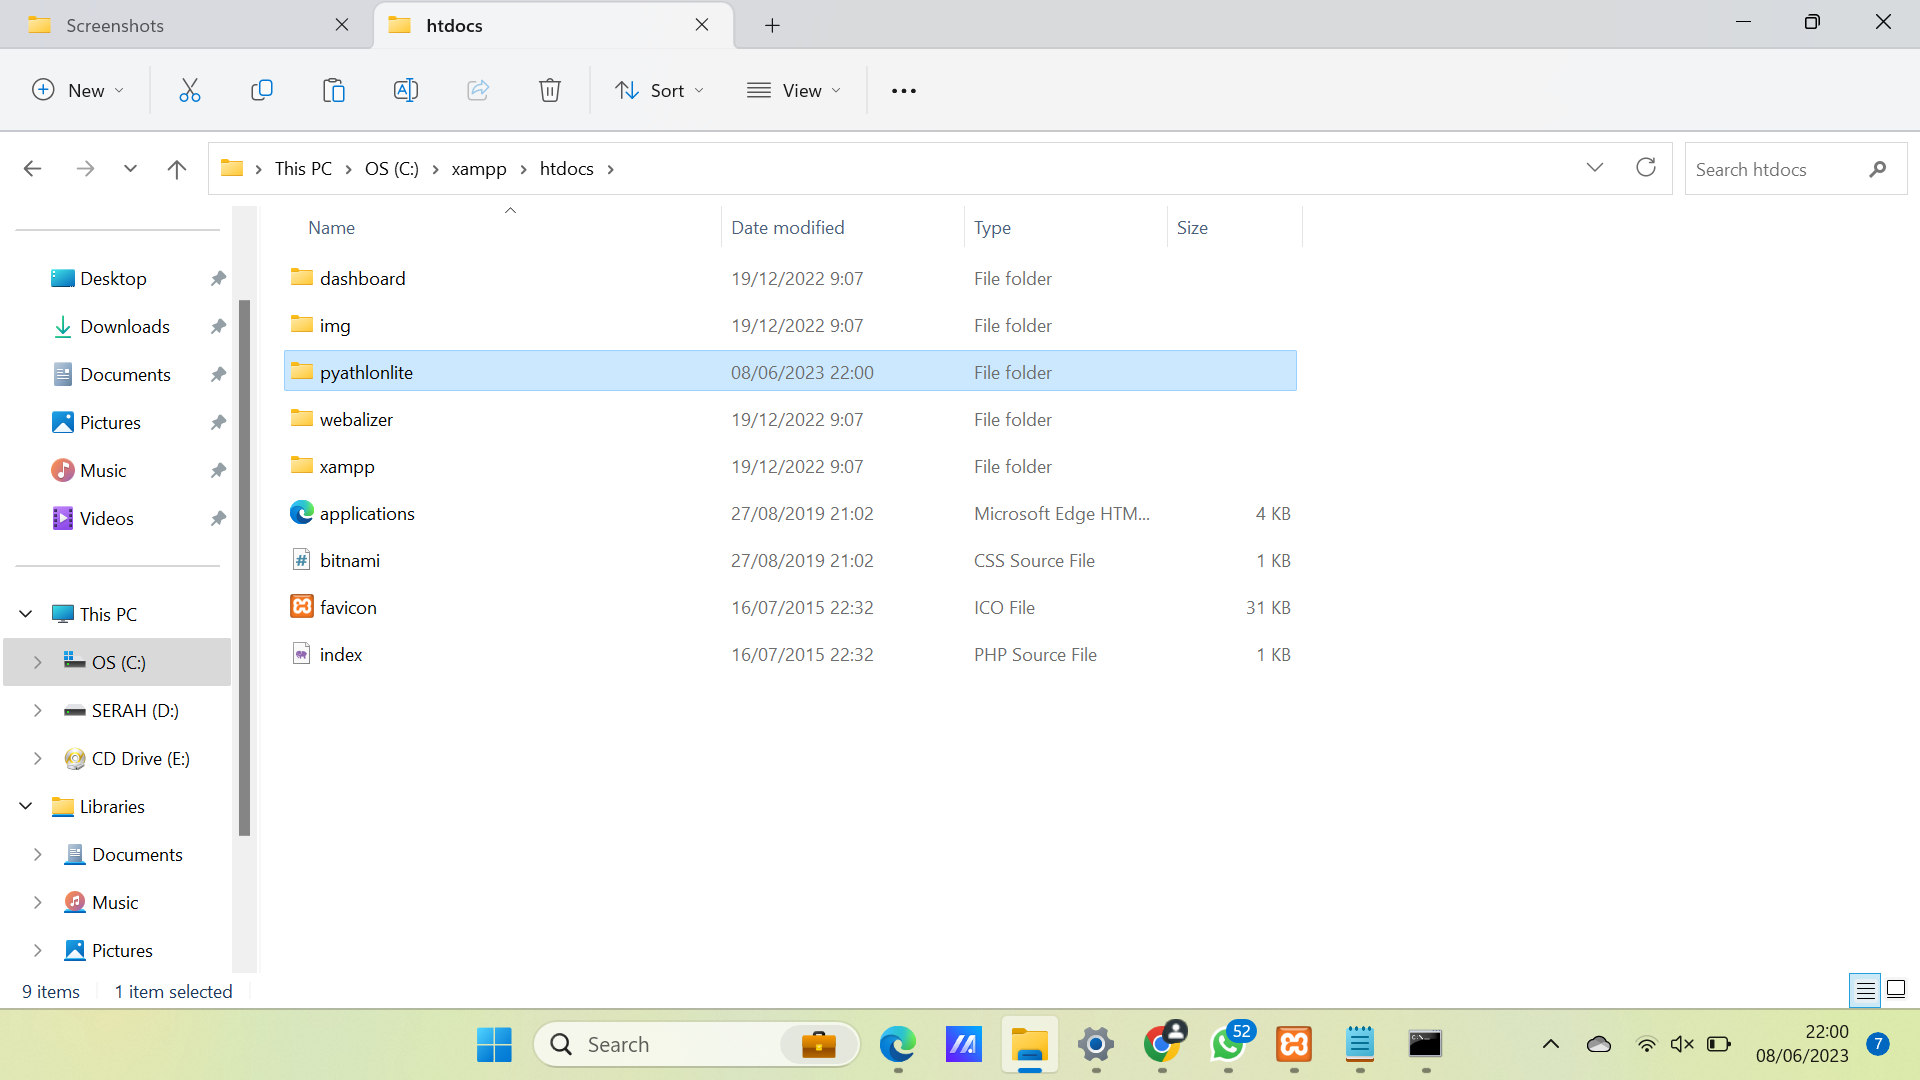 Screenshots
htdocs
New
Sort
View
This PC
OS (C:)
xampp
htdocs
Search htdocs
Name
Date modified
Type
Size
Desktop
Downloads
Documents
Pictures
Music
Videos
This PC
OS (C:)
SERAH (D:)
CD Drive (E:)
Libraries
Documents
Music
Pictures
dashboard 19/12/2022 9:07 File folder
img 19/12/2022 9:07 File folder
pyathlonlite 08/06/2023 22:00 File folder
webalizer 19/12/2022 9:07 File folder
xampp 19/12/2022 9:07 File folder
applications 27/08/2019 21:02 Microsoft Edge HTM... 4 KB
bitnami 27/08/2019 21:02 CSS Source File 1 KB
favicon 16/07/2015 22:32 ICO File 31 KB
index 16/07/2015 22:32 PHP Source File 1 KB
9 items
1 item selected
Search
52
22:00
08/06/2023
7